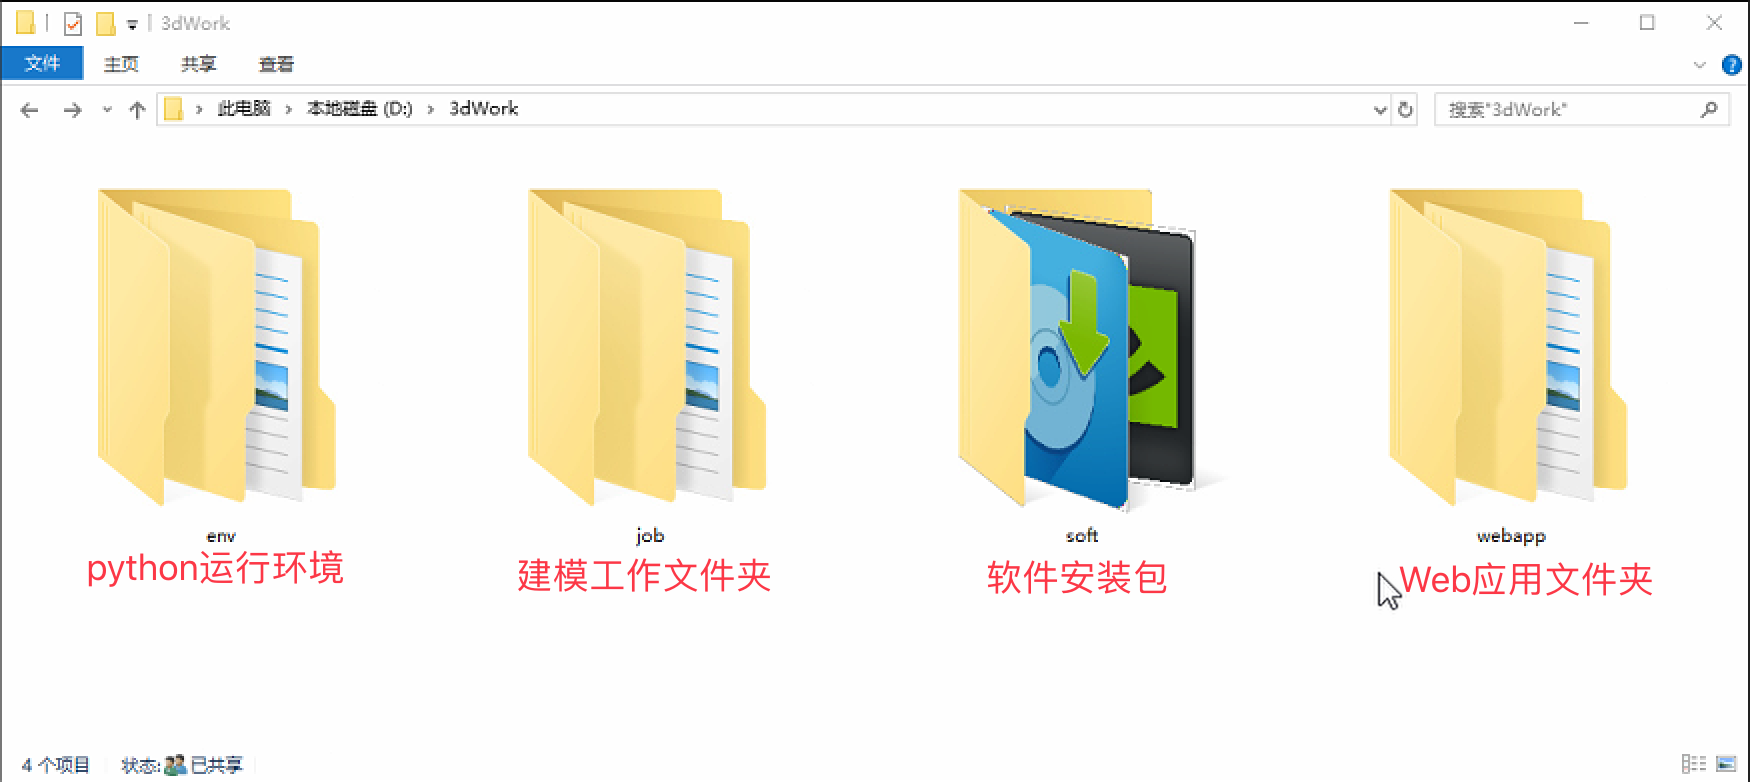 3dWork
文件 主页 共享 查看
此电脑 > 本地磁盘 (D:) > 3dWork 搜索"3dWork"
env job soft webapp
python运行环境 建模工作文件夹 软件安装包 Web应用文件夹
4 个项目 状态: 已共享